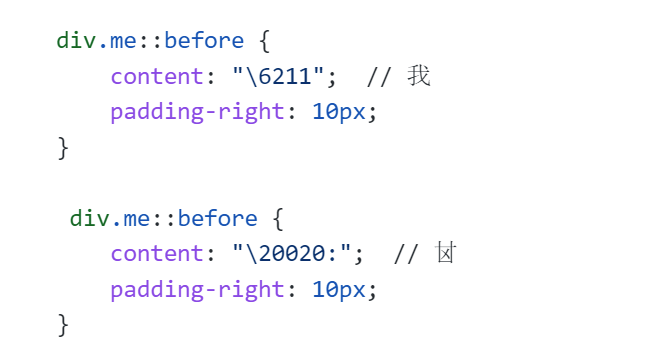 div.me::before {
    content: "\6211";  // 我
    padding-right: 10px;
}
 div.me::before {
    content: "\20020:";  // 𠀠
    padding-right: 10px;
}